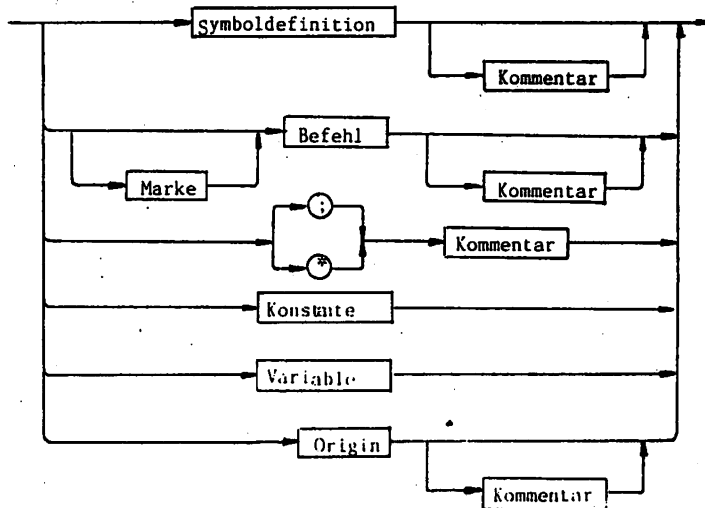 Symboldefinition
Kommentar
Befehl
Marke
Kommentar
;
*
Kommentar
Konstante
Variable
Origin
Kommentar